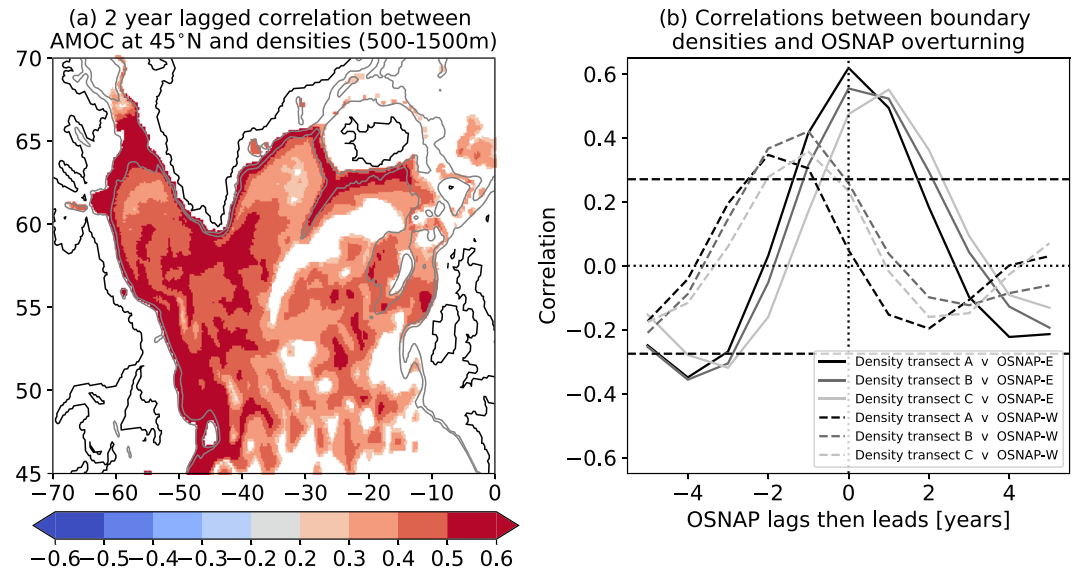 (a) 2 year lagged correlation between
AMOC at 45°N and densities (500-1500m)
70
65
60
55
50
45
−70 −60 −50 −40 −30 −20 −10 0
−0.6−0.5−0.4−0.3−0.2 0.2 0.3 0.4 0.5 0.6
(b) Correlations between boundary
densities and OSNAP overturning
Correlation
0.6
0.4
0.2
0.0
−0.2
−0.4
−0.6
Density transect A v OSNAP-E
Density transect B v OSNAP-E
Density transect C v OSNAP-E
Density transect A v OSNAP-W
Density transect B v OSNAP-W
Density transect C v OSNAP-W
−4 −2 0 2 4
OSNAP lags then leads [years]